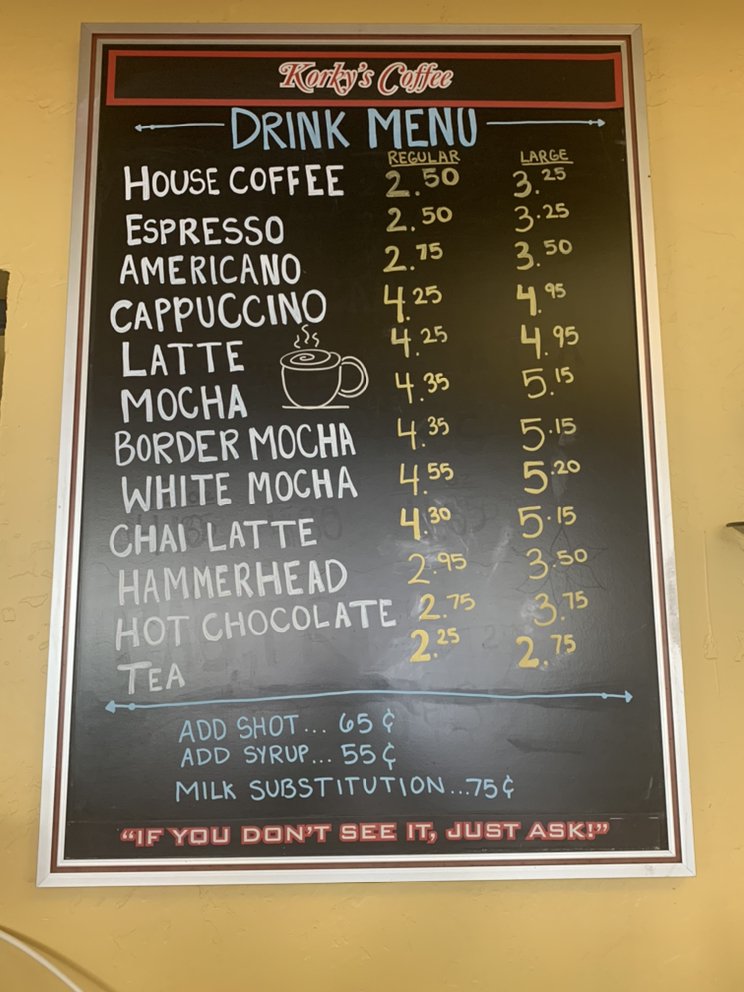 Korky's Coffee
DRINK MENU
REGULAR LARGE
HOUSE COFFEE 2.50 3.25
ESPRESSO 2.50 3.25
AMERICANO 2.75 3.50
CAPPUCCINO 4.25 4.95
LATTE 4.25 4.95
MOCHA 4.35 5.15
BORDER MOCHA 4.35 5.15
WHITE MOCHA 4.55 5.20
CHAI LATTE 4.30 5.15
HAMMERHEAD 2.95 3.50
HOT CHOCOLATE 2.75 3.75
TEA 2.25 2.75
ADD SHOT... 65¢
ADD SYRUP... 55¢
MILK SUBSTITUTION...75¢
"IF YOU DON'T SEE IT, JUST ASK!"